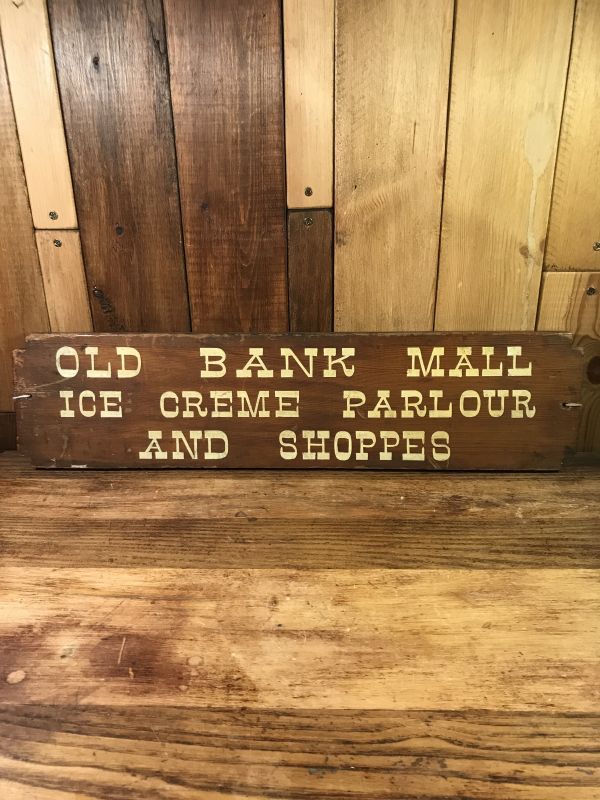 OLD BANK MALL
ICE CREME PARLOUR
AND SHOPPES